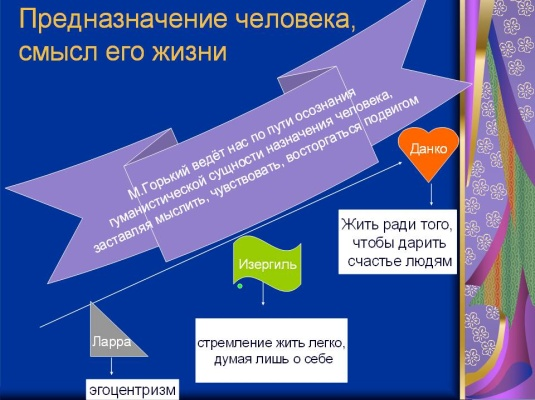 Предназначение человека,
смысл его жизни
М.Горький ведёт нас по пути осознания
гуманистической сущности назначения человека,
заставляя мыслить, чувствовать, восторгаться подвигом
Данко
Жить ради того,
чтобы дарить
счастье людям
Изергиль
стремление жить легко,
думая лишь о себе
Ларра
эгоцентризм